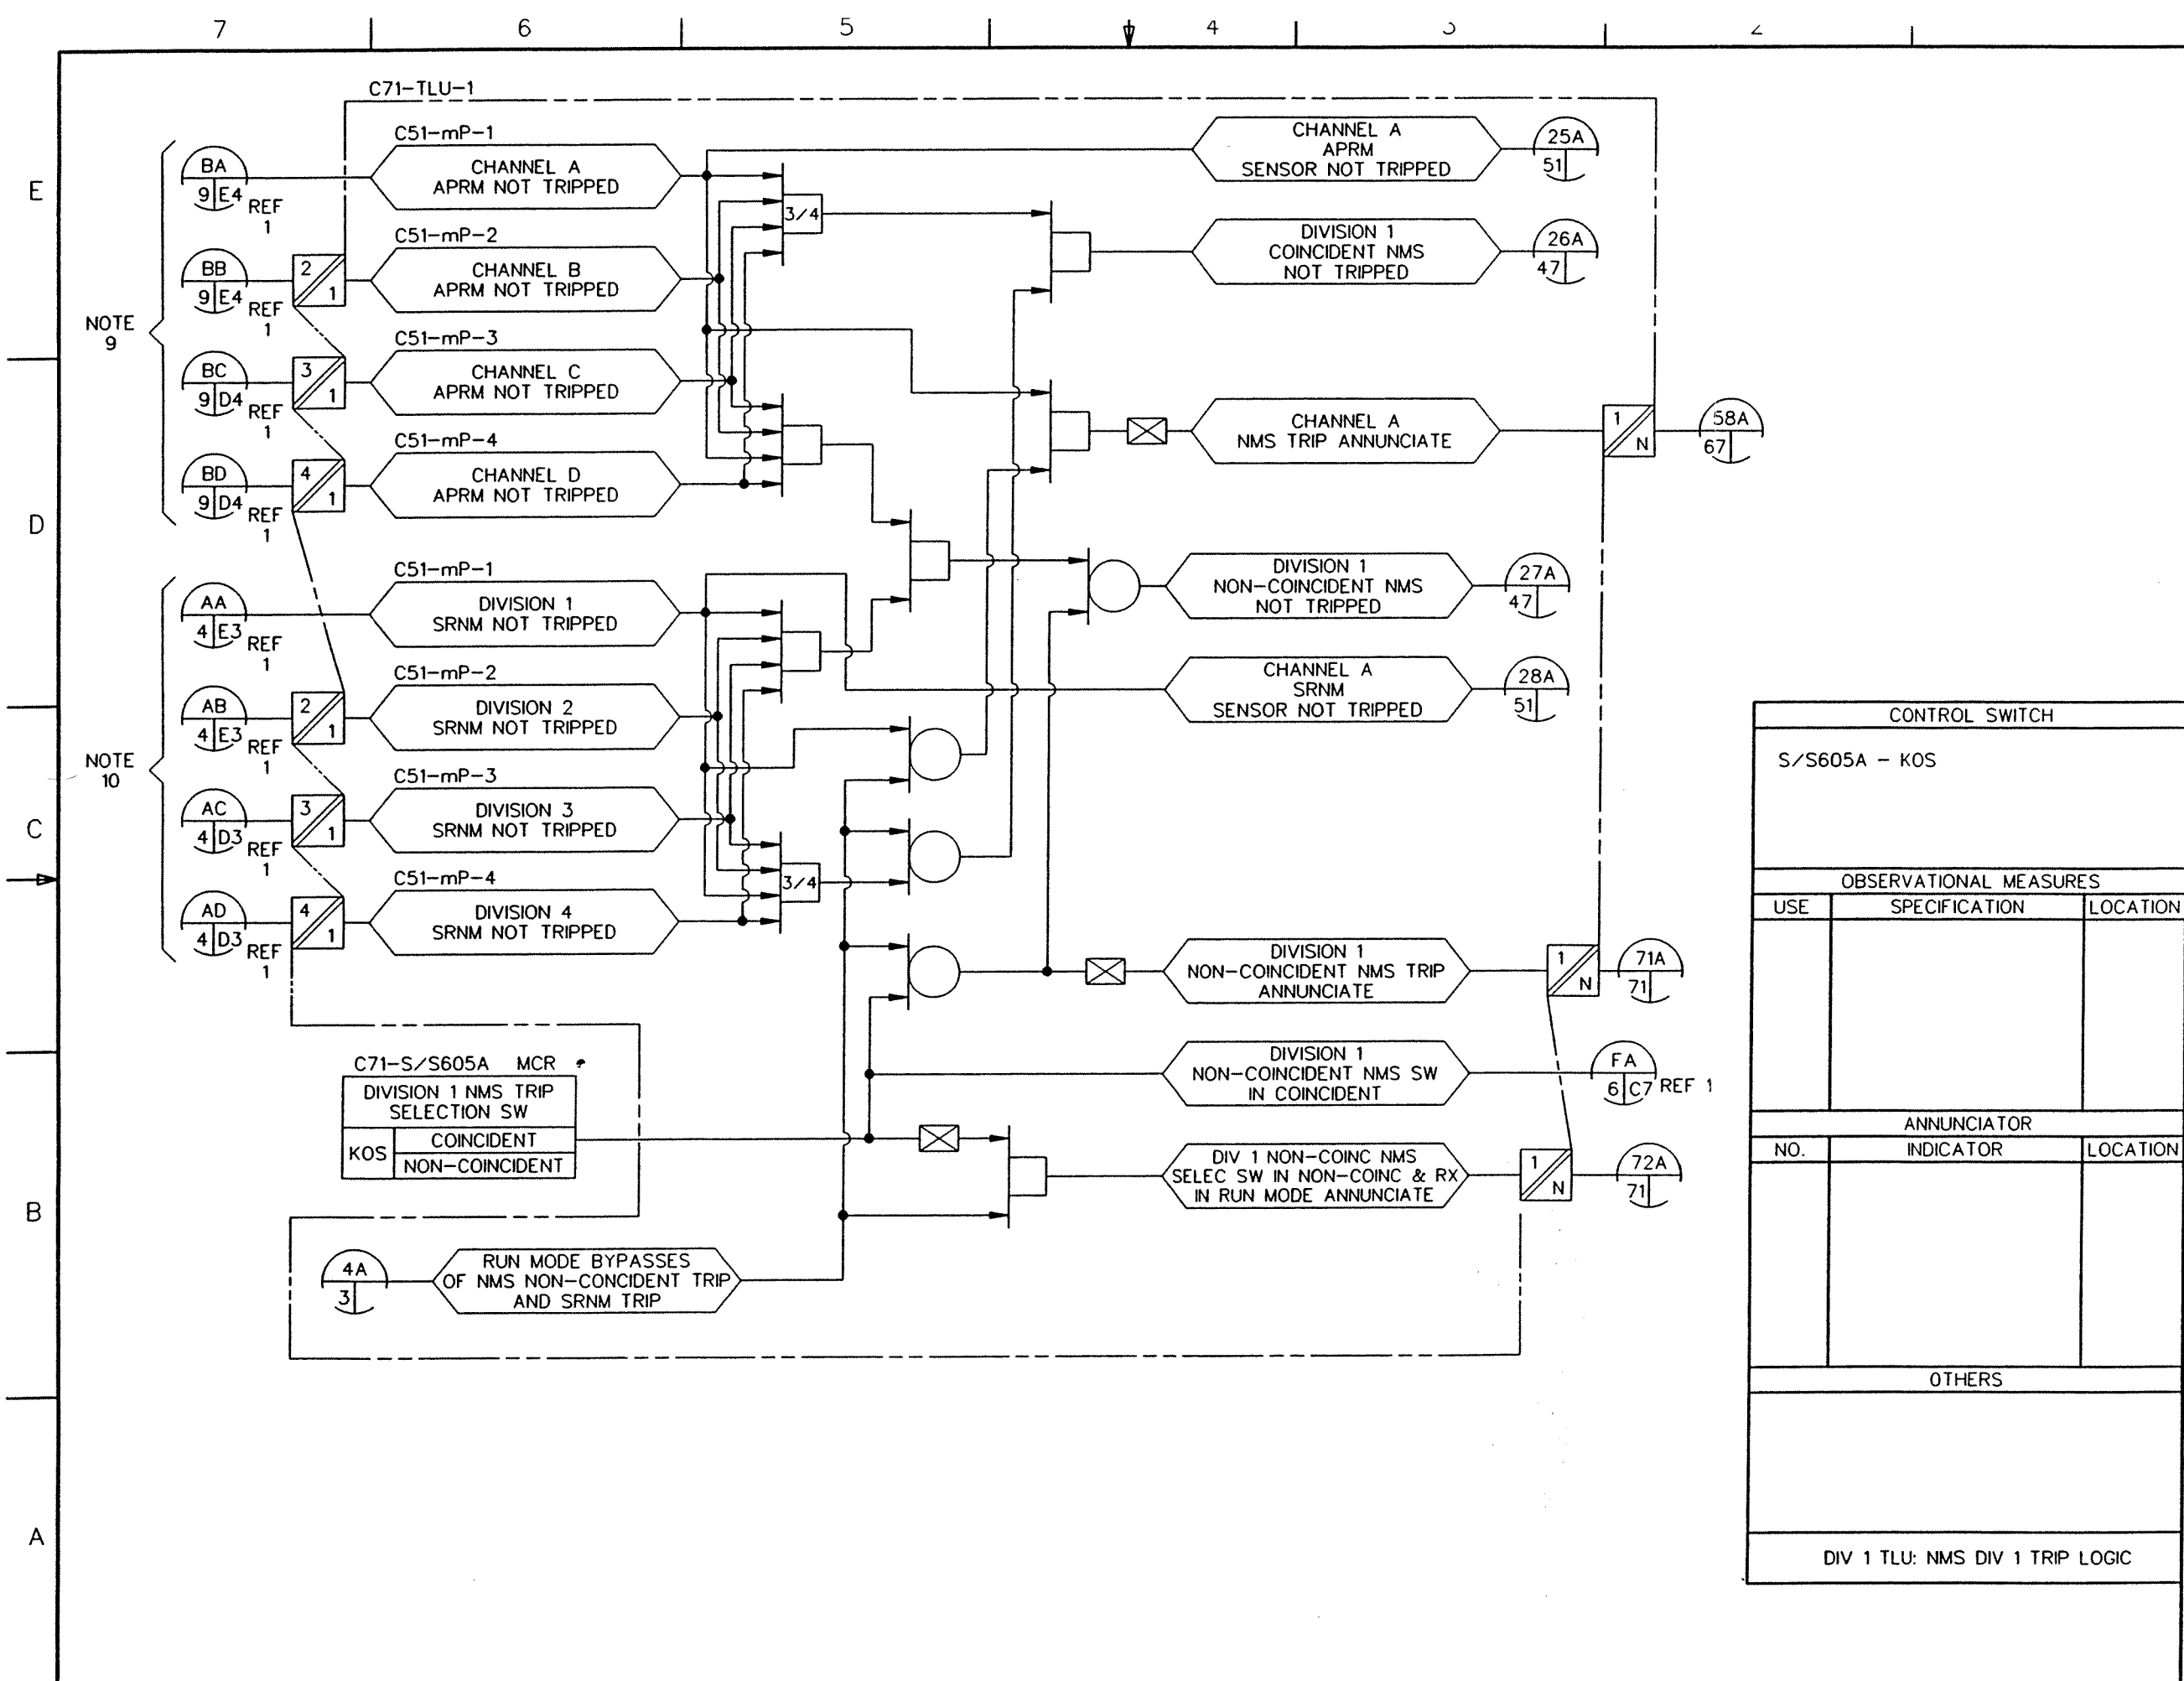 7
6
5
4
C71-TLU-1
E
D
C
B
A
NOTE
9
BA
9 E4
REF
1
C51-mP-1
CHANNEL A
APRM NOT TRIPPED
BB
9 E4
REF
1
2
1
C51-mP-2
CHANNEL B
APRM NOT TRIPPED
BC
9 D4
REF
1
3
1
C51-mP-3
CHANNEL C
APRM NOT TRIPPED
BD
9 D4
REF
1
4
1
C51-mP-4
CHANNEL D
APRM NOT TRIPPED
NOTE
10
AA
4 E3
REF
1
C51-mP-1
DIVISION 1
SRNM NOT TRIPPED
AB
4 E3
REF
1
2
1
C51-mP-2
DIVISION 2
SRNM NOT TRIPPED
AC
4 D3
REF
1
3
1
C51-mP-3
DIVISION 3
SRNM NOT TRIPPED
AD
4 D3
REF
1
4
1
C51-mP-4
DIVISION 4
SRNM NOT TRIPPED
3/4
3/4
C71-S/S605A MCR
DIVISION 1 NMS TRIP
SELECTION SW
KOS
COINCIDENT
NON-COINCIDENT
4A
3
RUN MODE BYPASSES
OF NMS NON-CONCIDENT TRIP
AND SRNM TRIP
CHANNEL A
APRM
SENSOR NOT TRIPPED
25A
51
DIVISION 1
COINCIDENT NMS
NOT TRIPPED
26A
47
CHANNEL A
NMS TRIP ANNUNCIATE
1
N
58A
67
DIVISION 1
NON-COINCIDENT NMS
NOT TRIPPED
27A
47
CHANNEL A
SRNM
SENSOR NOT TRIPPED
28A
51
DIVISION 1
NON-COINCIDENT NMS TRIP
ANNUNCIATE
1
N
71A
71
DIVISION 1
NON-COINCIDENT NMS SW
IN COINCIDENT
FA
6 C7 REF 1
DIV 1 NON-COINC NMS
SELEC SW IN NON-COINC & RX
IN RUN MODE ANNUNCIATE
1
N
72A
71
CONTROL SWITCH
S/S605A - KOS
OBSERVATIONAL MEASURES
USE SPECIFICATION LOCATION
ANNUNCIATOR
NO. INDICATOR LOCATION
OTHERS
DIV 1 TLU: NMS DIV 1 TRIP LOGIC